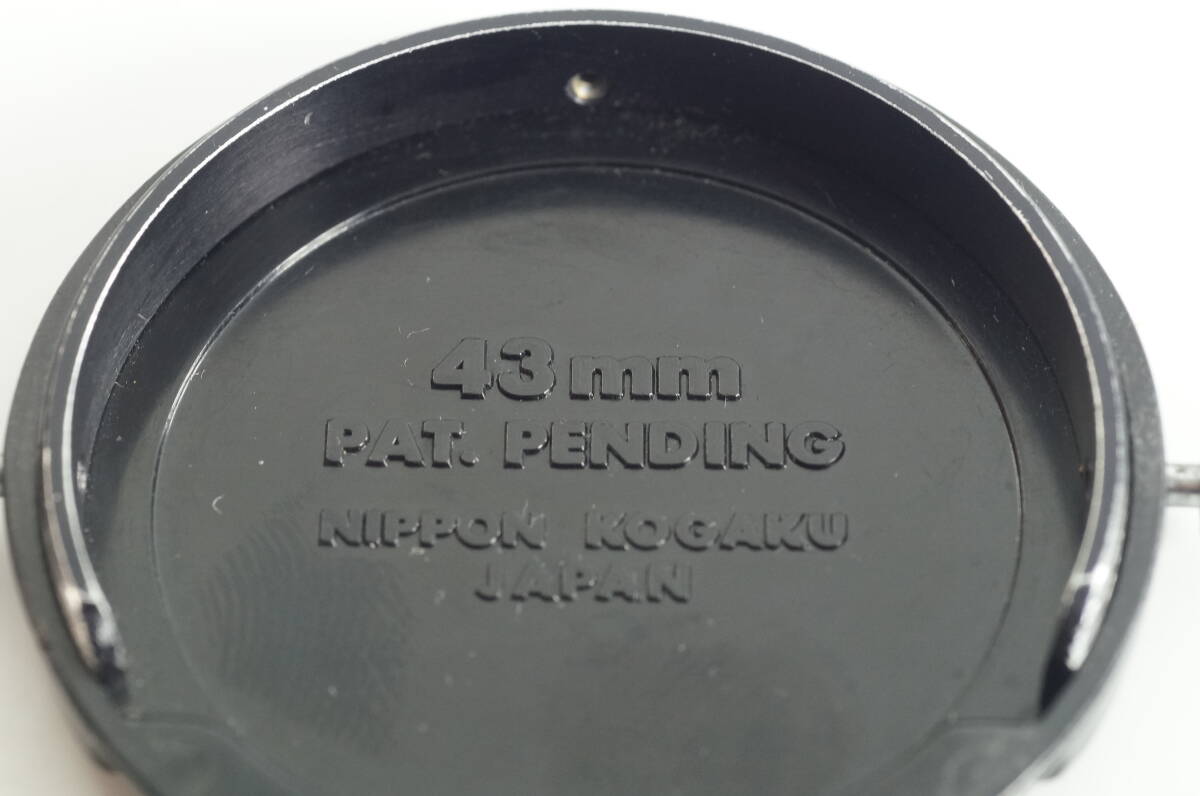 43mm
PAT. PENDING
NIPPON KOGAKU
JAPAN